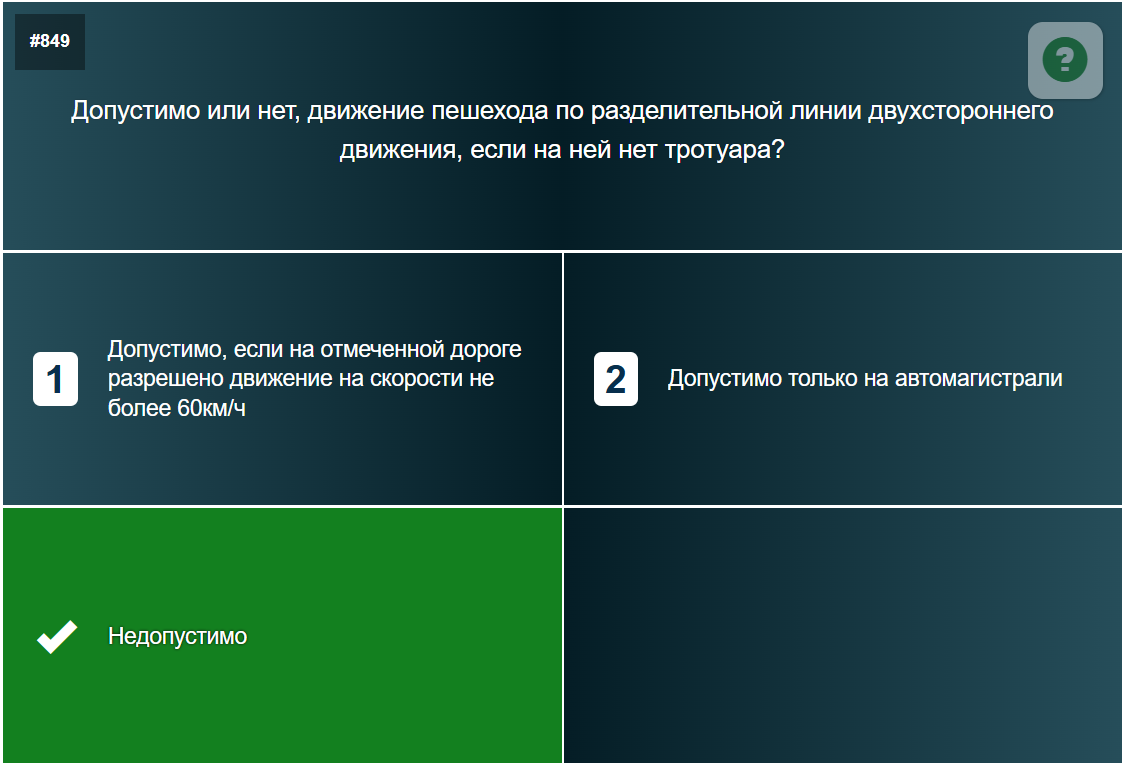 #849
?
Допустимо или нет, движение пешехода по разделительной линии двухстороннего
движения, если на ней нет тротуара?
1
Допустимо, если на отмеченной дороге
разрешено движение на скорости не
более 60км/ч
2
Допустимо только на автомагистрали
Недопустимо